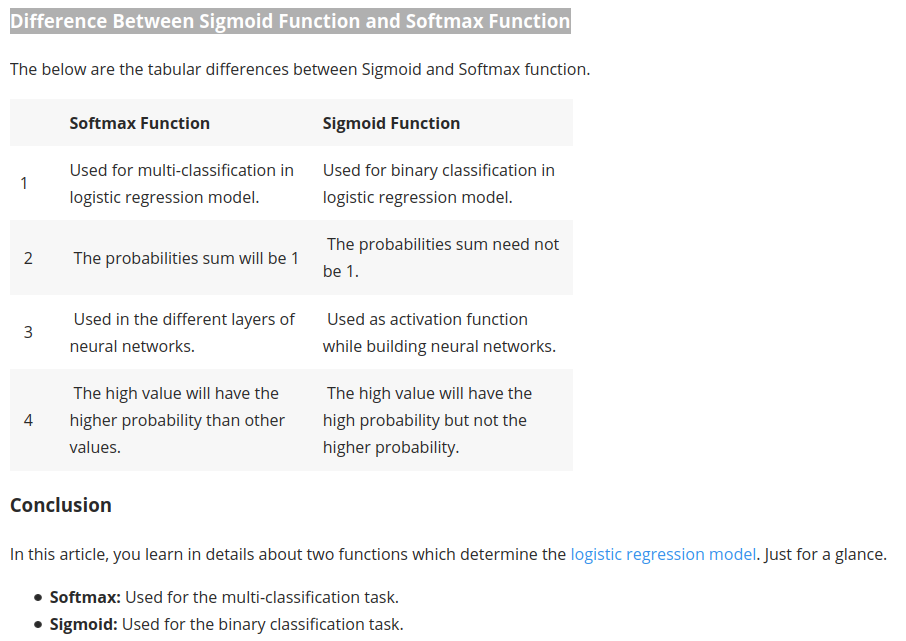 Difference Between Sigmoid Function and Softmax Function
The below are the tabular differences between Sigmoid and Softmax function.
Softmax Function Sigmoid Function
1
Used for multi-classification in
logistic regression model.
Used for binary classification in
logistic regression model.
2
The probabilities sum will be 1
The probabilities sum need not
be 1.
3
Used in the different layers of
neural networks.
Used as activation function
while building neural networks.
4
The high value will have the
higher probability than other
values.
The high value will have the
high probability but not the
higher probability.
Conclusion
In this article, you learn in details about two functions which determine the logistic regression model. Just for a glance.
● Softmax: Used for the multi-classification task.
● Sigmoid: Used for the binary classification task.